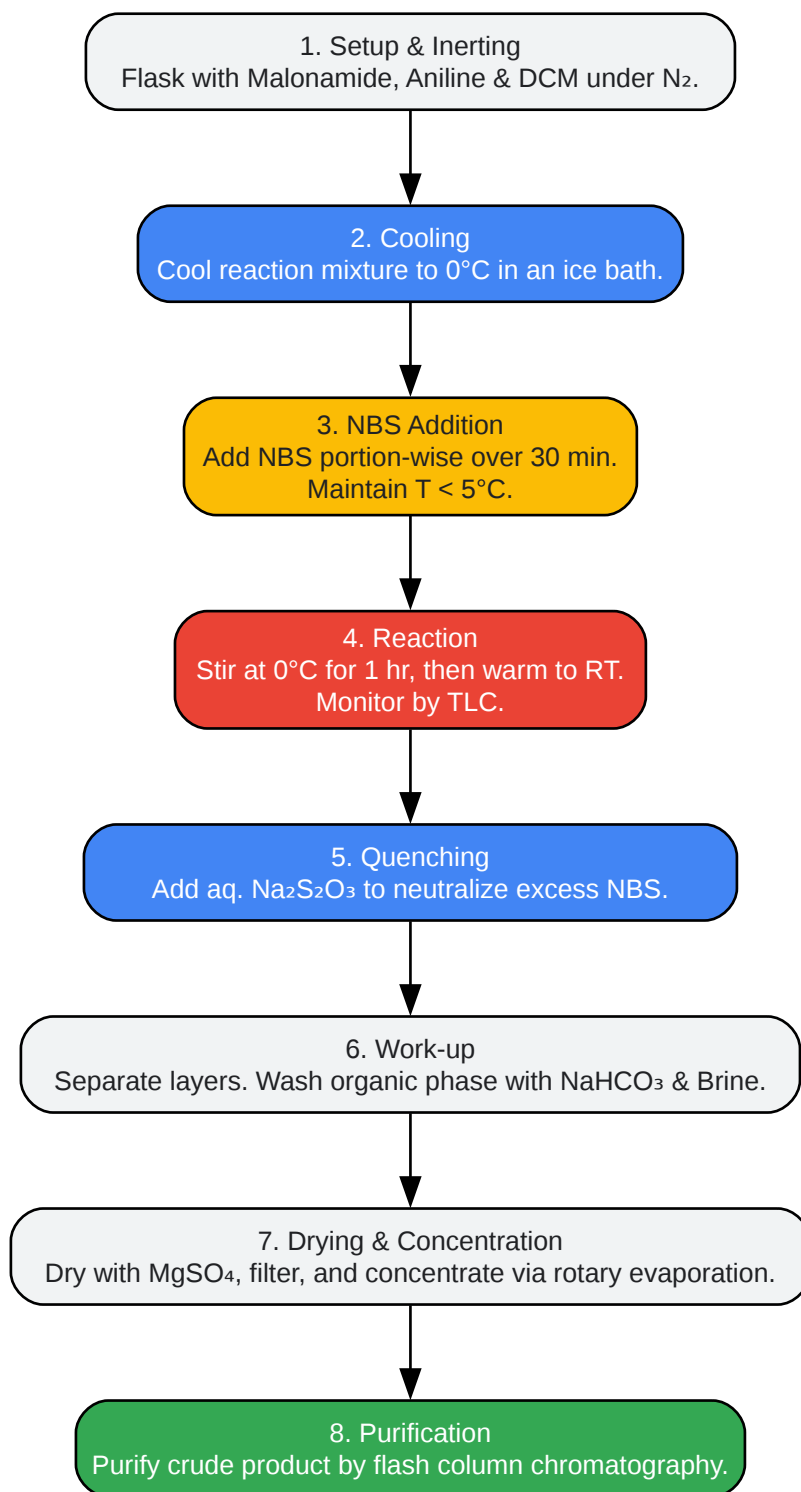 1. Setup & Inerting
Flask with Malonamide, Aniline & DCM under N₂.
2. Cooling
Cool reaction mixture to 0°C in an ice bath.
3. NBS Addition
Add NBS portion-wise over 30 min.
Maintain T < 5°C.
4. Reaction
Stir at 0°C for 1 hr, then warm to RT.
Monitor by TLC.
5. Quenching
Add aq. Na₂S₂O₃ to neutralize excess NBS.
6. Work-up
Separate layers. Wash organic phase with NaHCO₃ & Brine.
7. Drying & Concentration
Dry with MgSO₄, filter, and concentrate via rotary evaporation.
8. Purification
Purify crude product by flash column chromatography.